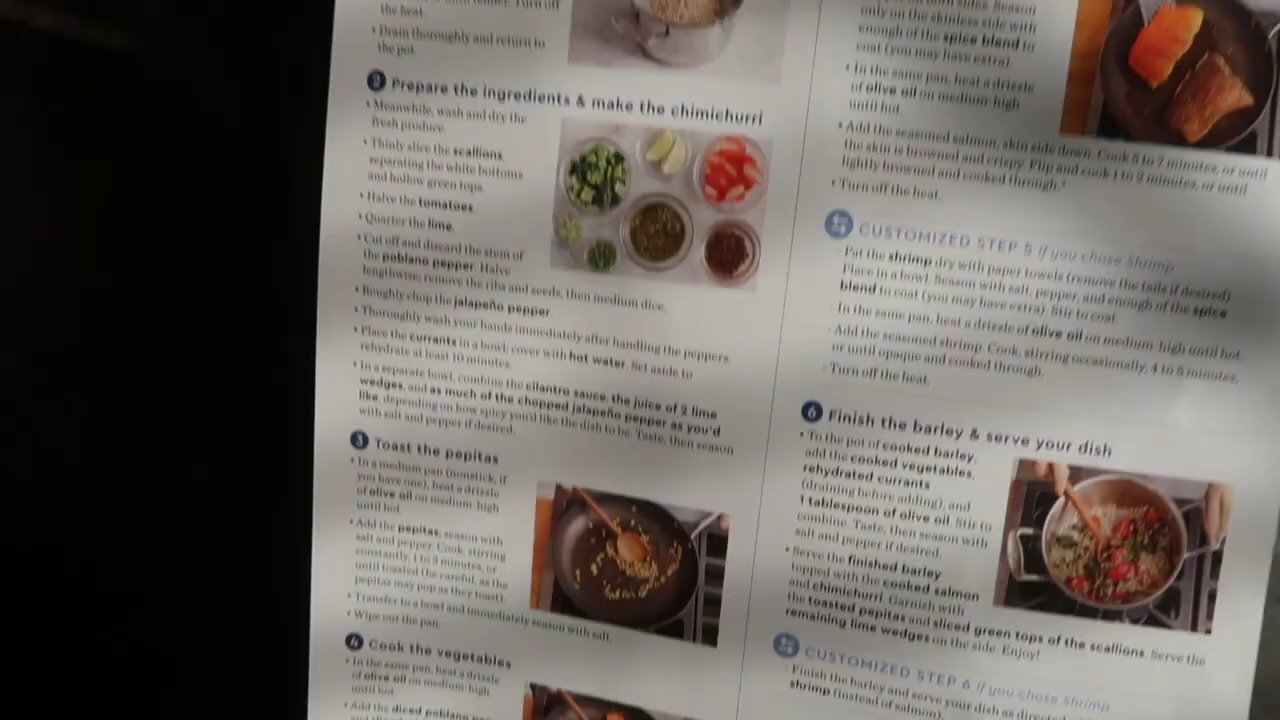 the heat.
• Drain thoroughly and return to
the pot.
2 Prepare the ingredients & make the chimichurri
• Meanwhile, wash and dry the
fresh produce.
• Thinly slice the scallions,
separating the white bottoms
and hollow green tops.
• Halve the tomatoes.
• Quarter the lime.
• Cut off and discard the stem of
the poblano pepper. Halve
lengthwise; remove the ribs and seeds, then medium dice.
• Roughly chop the jalapeño pepper.
• Thoroughly wash your hands immediately after handling the peppers.
• Place the currants in a bowl; cover with hot water. Set aside to
rehydrate at least 10 minutes.
• In a separate bowl, combine the cilantro sauce, the juice of 2 lime
wedges, and as much of the chopped jalapeño pepper as you'd
like, depending on how spicy you'd like the dish to be. Taste, then season
with salt and pepper if desired.
3 Toast the pepitas
• In a medium pan (nonstick, if
you have one), heat a drizzle
of olive oil on medium-high
until hot.
• Add the pepitas; season with
salt and pepper. Cook, stirring
constantly, 1 to 3 minutes, or
until toasted (be careful, as the
pepitas may pop as they toast).
• Transfer to a bowl and immediately season with salt.
• Wipe out the pan.
4 Cook the vegetables
• In the same pan, heat a drizzle
of olive oil on medium-high
until hot.
• Add the diced poblano
both sides. Season
only on the skinless side with
enough of the spice blend to
coat (you may have extra).
• In the same pan, heat a drizzle
of olive oil on medium-high
until hot.
• Add the seasoned salmon, skin side down. Cook 5 to 7 minutes, or until
the skin is browned and crispy. Flip and cook 1 to 2 minutes, or until
lightly browned and cooked through.*
• Turn off the heat.
CUSTOMIZED STEP 5 if you chose Shrimp
- Pat the shrimp dry with paper towels (remove the tails if desired).
Place in a bowl. Season with salt, pepper, and enough of the spice
blend to coat (you may have extra). Stir to coat.
- In the same pan, heat a drizzle of olive oil on medium-high until hot.
- Add the seasoned shrimp. Cook, stirring occasionally, 4 to 5 minutes,
or until opaque and cooked through.
- Turn off the heat.
6 Finish the barley & serve your dish
• To the pot of cooked barley,
add the cooked vegetables,
rehydrated currants
(draining before adding), and
1 tablespoon of olive oil. Stir to
combine. Taste, then season with
salt and pepper if desired.
• Serve the finished barley
topped with the cooked salmon
and chimichurri. Garnish with
the toasted pepitas and sliced green tops of the scallions. Serve the
remaining lime wedges on the side. Enjoy!
CUSTOMIZED STEP 6 if you chose Shrimp
- Finish the barley and serve your dish as directed
shrimp (instead of salmon).